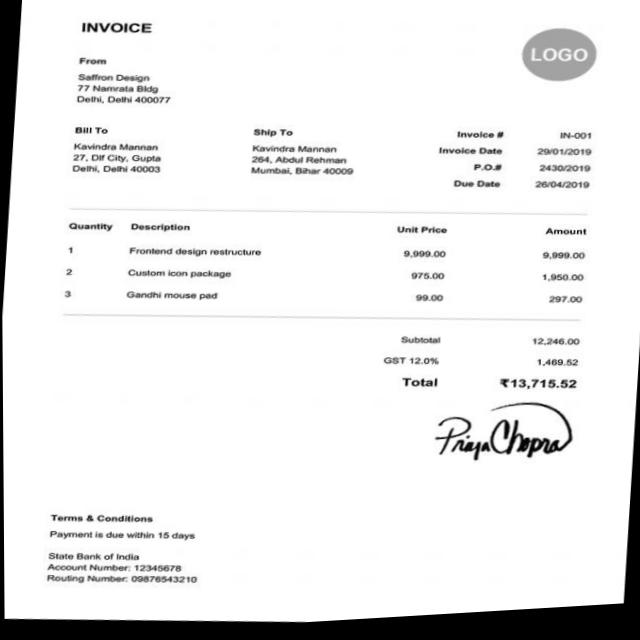 INVOICE
LOGO
From
Saffron Design
77 Namrata Bldg
Delhi, Delhi 400077
Bill To
Kavindra Mannan
27, Dlf City, Gupta
Delhi, Delhi 40003
Ship To
Kavindra Mannan
264, Abdul Rehman
Mumbai, Bihar 40009
Invoice # IN-001
Invoice Date 29/01/2019
P.O.# 2430/2019
Due Date 26/04/2019
Quantity Description Unit Price Amount
1 Frontend design restructure 9,999.00 9,999.00
2 Custom icon package 975.00 1,950.00
3 Gandhi mouse pad 99.00 297.00
Subtotal 12,246.00
GST 12.0% 1,469.52
Total ₹13,715.52
Priya Chopra
Terms & Conditions
Payment is due within 15 days
State Bank of India
Account Number: 12345678
Routing Number: 09876543210